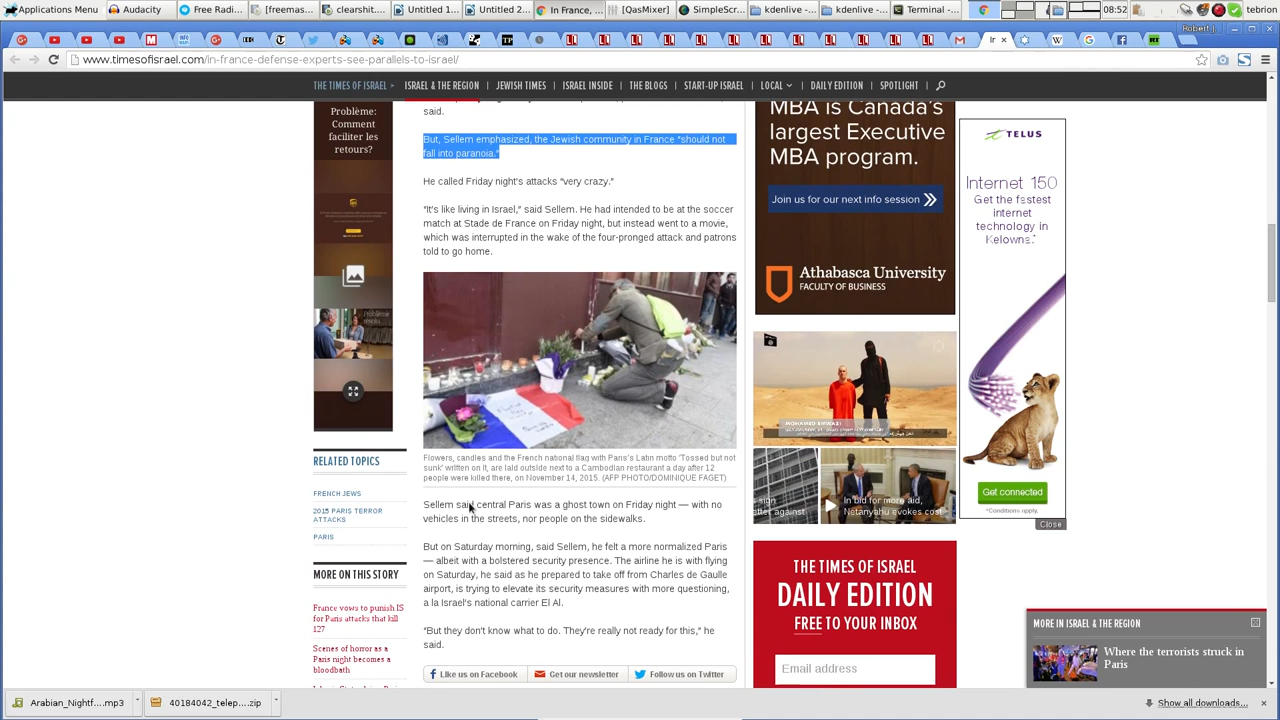 Applications Menu
Audacity
Free Radi...
[freemas...
clearshit....
Untitled 1...
Untitled 2...
In France, ...
[QasMixer]
SimpleScr...
kdenlive - ...
kdenlive - ...
Terminal - ...
08:52
tebrion
Robert J
www.timesofisrael.com/in-france-defense-experts-see-parallels-to-israel/
THE TIMES OF ISRAEL >
ISRAEL & THE REGION
JEWISH TIMES
ISRAEL INSIDE
THE BLOGS
START-UP ISRAEL
LOCAL
DAILY EDITION
SPOTLIGHT
Problème:
Comment
faciliter les
retours?
RELATED TOPICS
FRENCH JEWS
2015 PARIS TERROR
ATTACKS
PARIS
MORE ON THIS STORY
France vows to punish IS
for Paris attacks that kill
127
Scenes of horror as a
Paris night becomes a
bloodbath
said.
But, Sellem emphasized, the Jewish community in France "should not
fall into paranoia."
He called Friday night's attacks "very crazy."
"It's like living in Israel," said Sellem. He had intended to be at the soccer
match at Stade de France on Friday night, but instead went to a movie,
which was interrupted in the wake of the four-pronged attack and patrons
told to go home.
Flowers, candles and the French national flag with Paris's Latin motto 'Tossed but not
sunk' written on it, are laid outside next to a Cambodian restaurant a day after 12
people were killed there, on November 14, 2015. (AFP PHOTO/DOMINIQUE FAGET)
Sellem said central Paris was a ghost town on Friday night — with no
vehicles in the streets, nor people on the sidewalks.
But on Saturday morning, said Sellem, he felt a more normalized Paris
— albeit with a bolstered security presence. The airline he is with flying
on Saturday, he said as he prepared to take off from Charles de Gaulle
airport, is trying to elevate its security measures with more questioning,
a la Israel's national carrier El Al.
"But they don't know what to do. They're really not ready for this," he
said.
Like us on Facebook
Get our newsletter
Follow us on Twitter
MBA is Canada's
largest Executive
MBA program.
Join us for our next info session
Athabasca University
FACULTY OF BUSINESS
sign
etter against
In bid for more aid,
Netanyahu evokes cost
THE TIMES OF ISRAEL
DAILY EDITION
FREE TO YOUR INBOX
Email address
TELUS
Internet 150
Get the fastest
internet
technology in
Kelowna.*
Get connected
*Conditions apply.
Close
MORE IN ISRAEL & THE REGION
Where the terrorists struck in
Paris
Arabian_Nightf....mp3
40184042_telep....zip
Show all downloads...